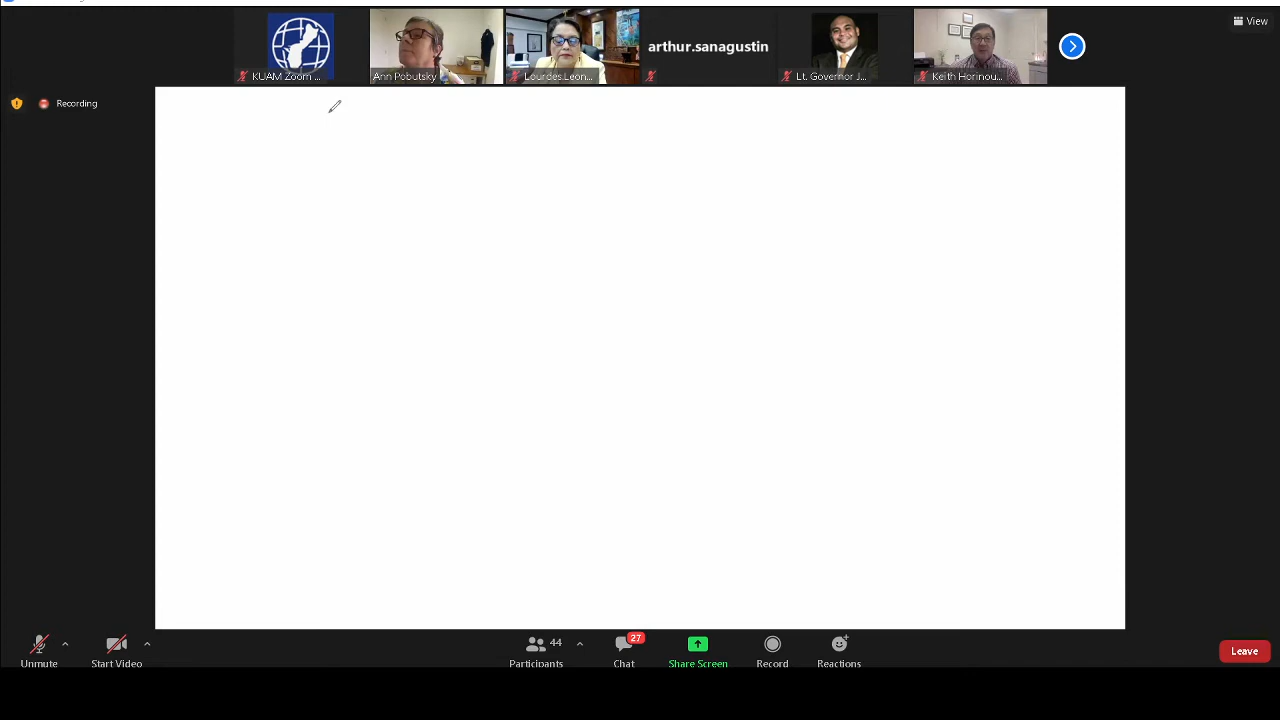 View
arthur.sanagustin
KUAM Zoom ...
Ann Pobutsky
Lourdes.Leon...
Lt. Governor J...
Keith Horinou...
Recording
44
27
Unmute
Start Video
Participants
Chat
Share Screen
Record
Reactions
Leave